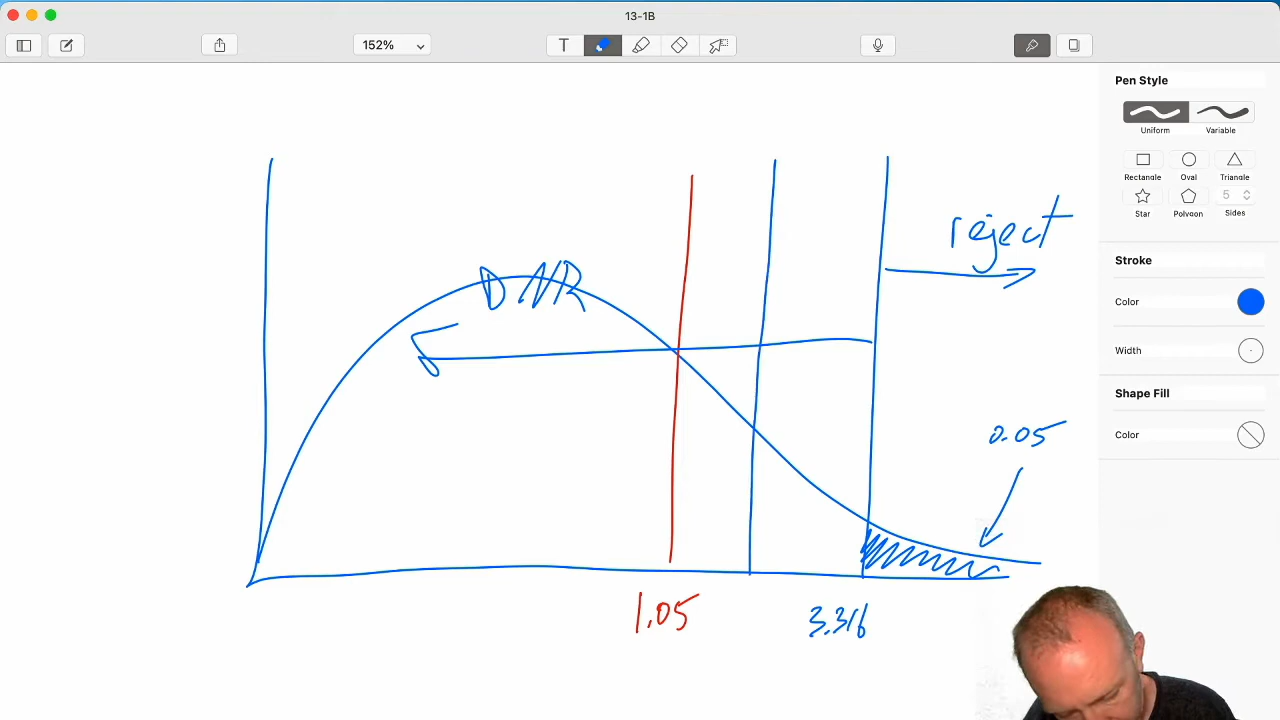 13-1B
152%
T
Pen Style
Uniform
Variable
Rectangle
Oval
Triangle
Star
Polygon
5
Sides
Stroke
Color
Width
Shape Fill
Color
reject
DNR
0.05
1.05
3.316